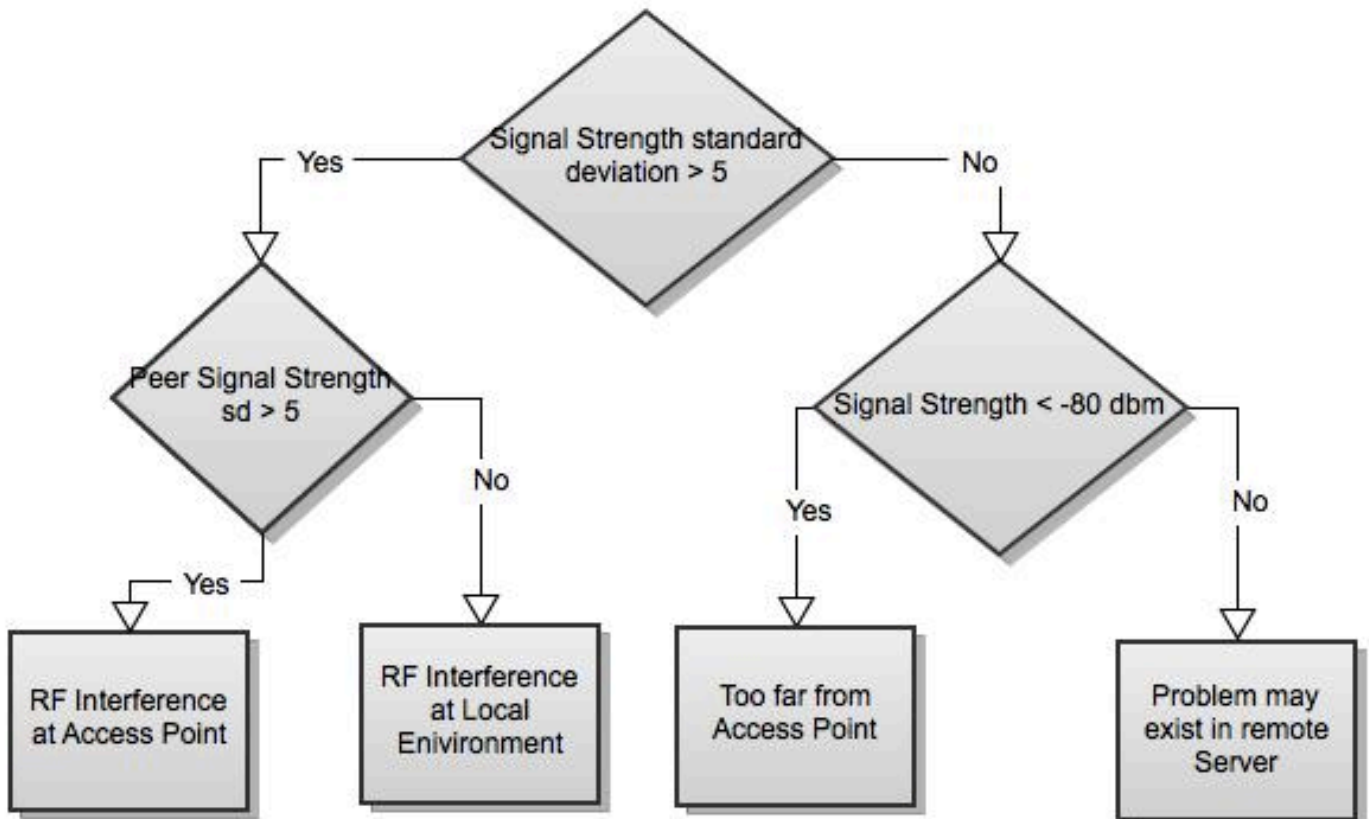 Signal Strength standard
deviation > 5
Yes
No
Peer Signal Strength
sd > 5
Signal Strength < -80 dbm
No
Yes
No
Yes
RF Interference
at Access Point
RF Interference
at Local
Enivironment
Too far from
Access Point
Problem may
exist in remote
Server